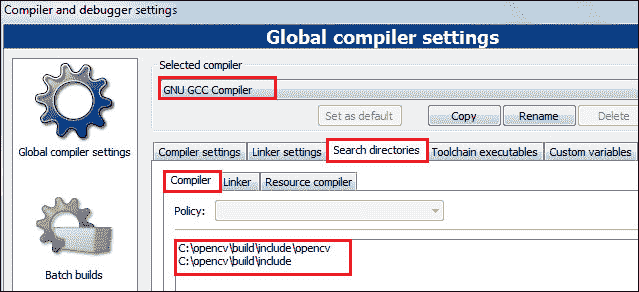 Compiler and debugger settings
Global compiler settings
Selected compiler
GNU GCC Compiler
Set as default Copy Rename Delete
Global compiler settings
Compiler settings Linker settings Search directories Toolchain executables Custom variables
Compiler Linker Resource compiler
Policy:
C:\opencv\build\include\opencv
C:\opencv\build\include
Batch builds